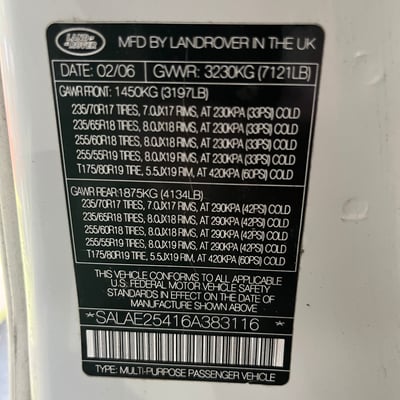 LAND ROVER
MFD BY LANDROVER IN THE UK
DATE: 02/06 GVWR: 3230KG (7121LB)
GAWR FRONT: 1450KG (3197LB)
235/70R17 TIRES, 7.0JX17 RIMS, AT 230KPA (33PSI) COLD
235/65R18 TIRES, 8.0JX18 RIMS, AT 230KPA (33PSI) COLD
255/60R18 TIRES, 8.0JX18 RIMS, AT 230KPA (33PSI) COLD
255/55R19 TIRES, 8.0JX19 RIMS, AT 230KPA (33PSI) COLD
T175/80R19 TIRES, 5.5JX19 RIM, AT 420KPA (60PSI) COLD
GAWR REAR: 1875KG (4134LB)
235/70R17 TIRES, 7.0JX17 RIMS, AT 290KPA (42PSI) COLD
235/65R18 TIRES, 8.0JX18 RIMS, AT 290KPA (42PSI) COLD
255/60R18 TIRES, 8.0JX18 RIMS, AT 290KPA (42PSI) COLD
255/55R19 TIRES, 8.0JX19 RIMS, AT 290KPA (42PSI) COLD
T175/80R19 TIRE, 5.5JX19 RIM, AT 420KPA (60PSI) COLD
THIS VEHICLE CONFORMS TO ALL APPLICABLE
U.S. FEDERAL MOTOR VEHICLE SAFETY
STANDARDS IN EFFECT ON THE DATE
OF MANUFACTURE SHOWN ABOVE
*SALAE25416A383116*
TYPE: MULTI-PURPOSE PASSENGER VEHICLE